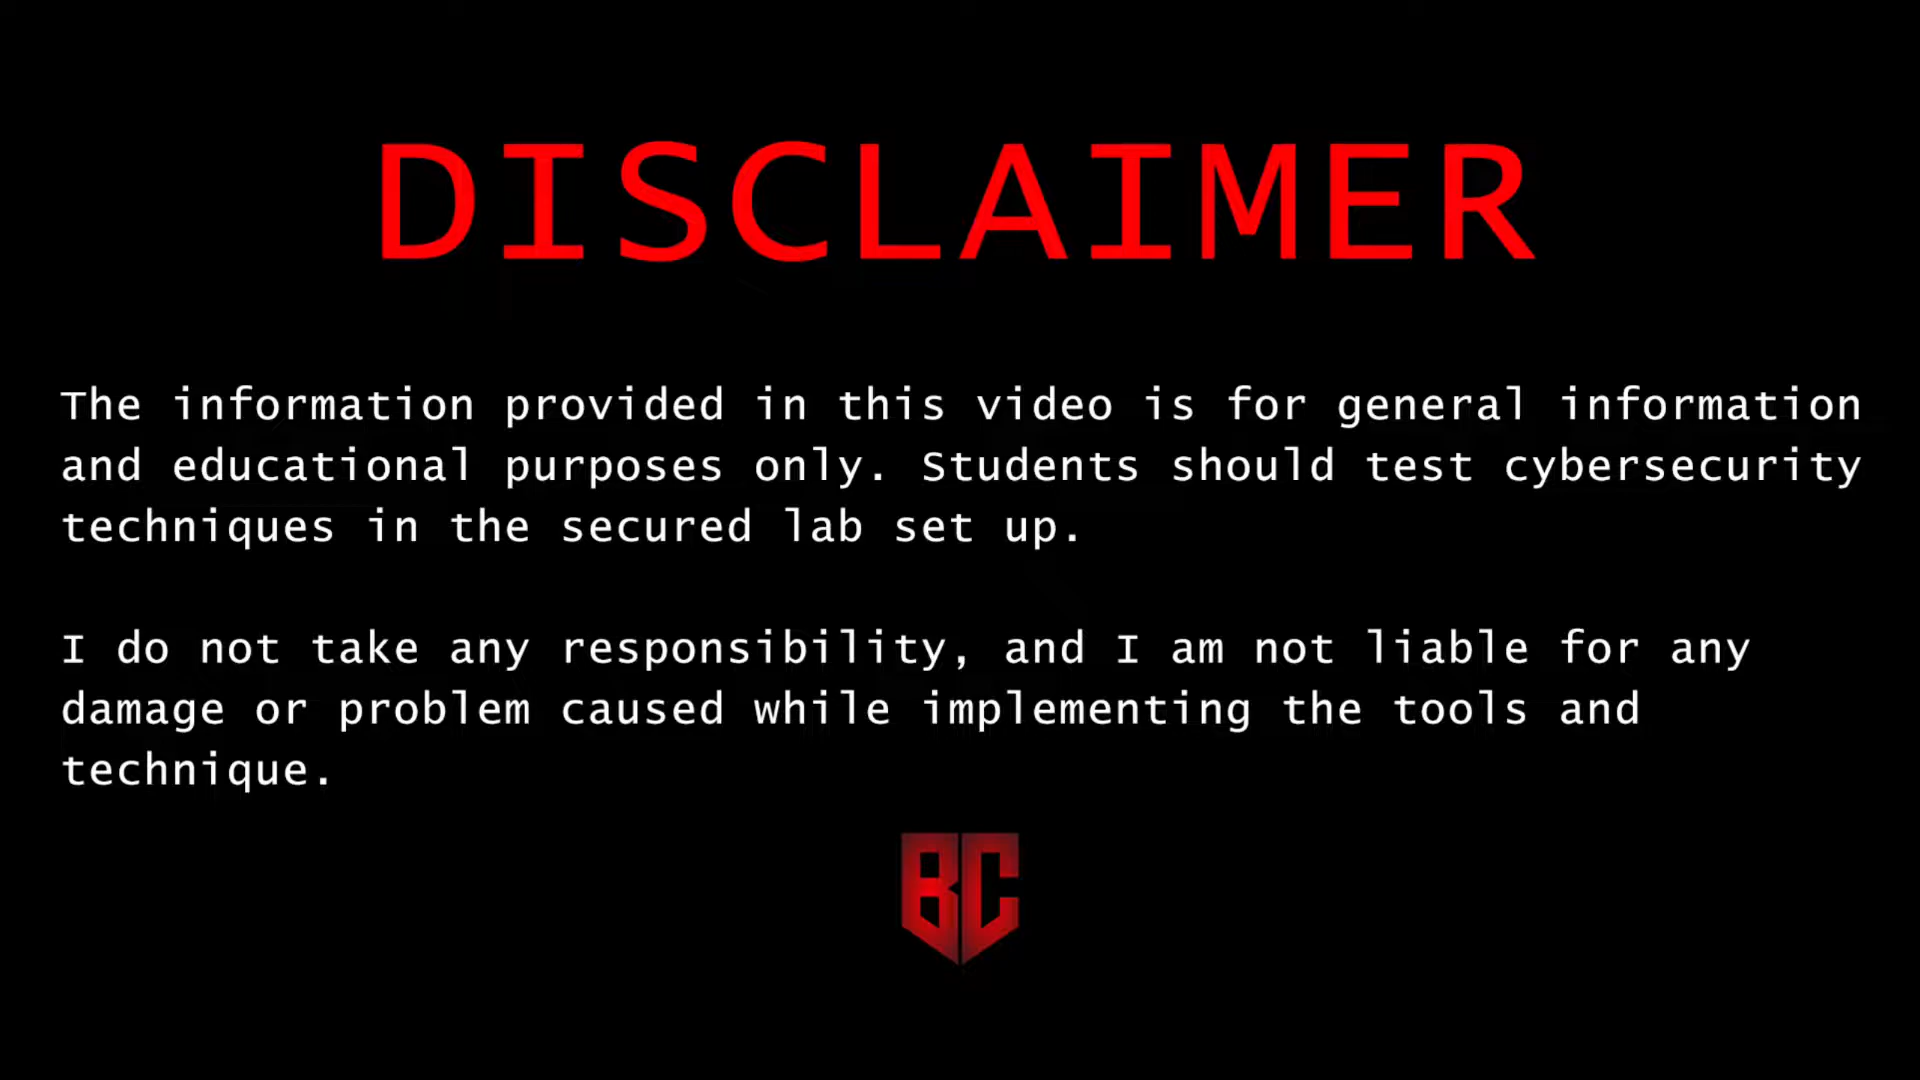 DISCLAIMER
The information provided in this video is for general information
and educational purposes only. Students should test cybersecurity
techniques in the secured lab set up.
I do not take any responsibility, and I am not liable for any
damage or problem caused while implementing the tools and
technique.
BC